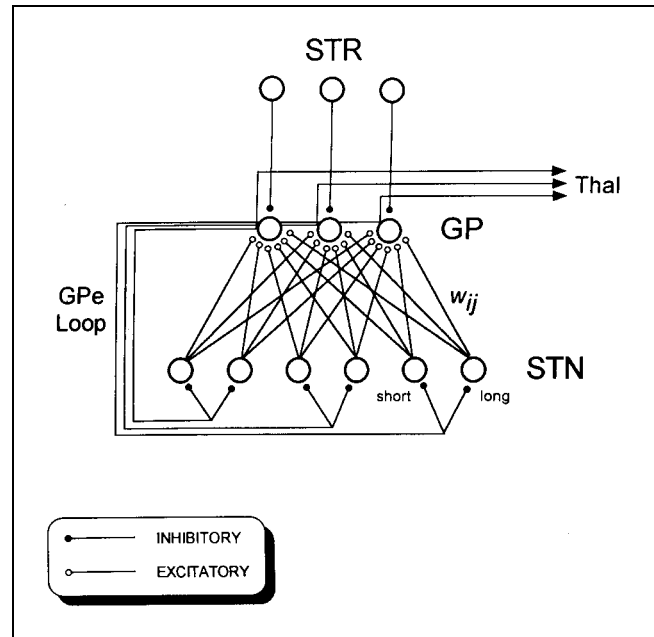 STR
Thal
GP
GPe
Loop
wij
STN
short
long
INHIBITORY
EXCITATORY